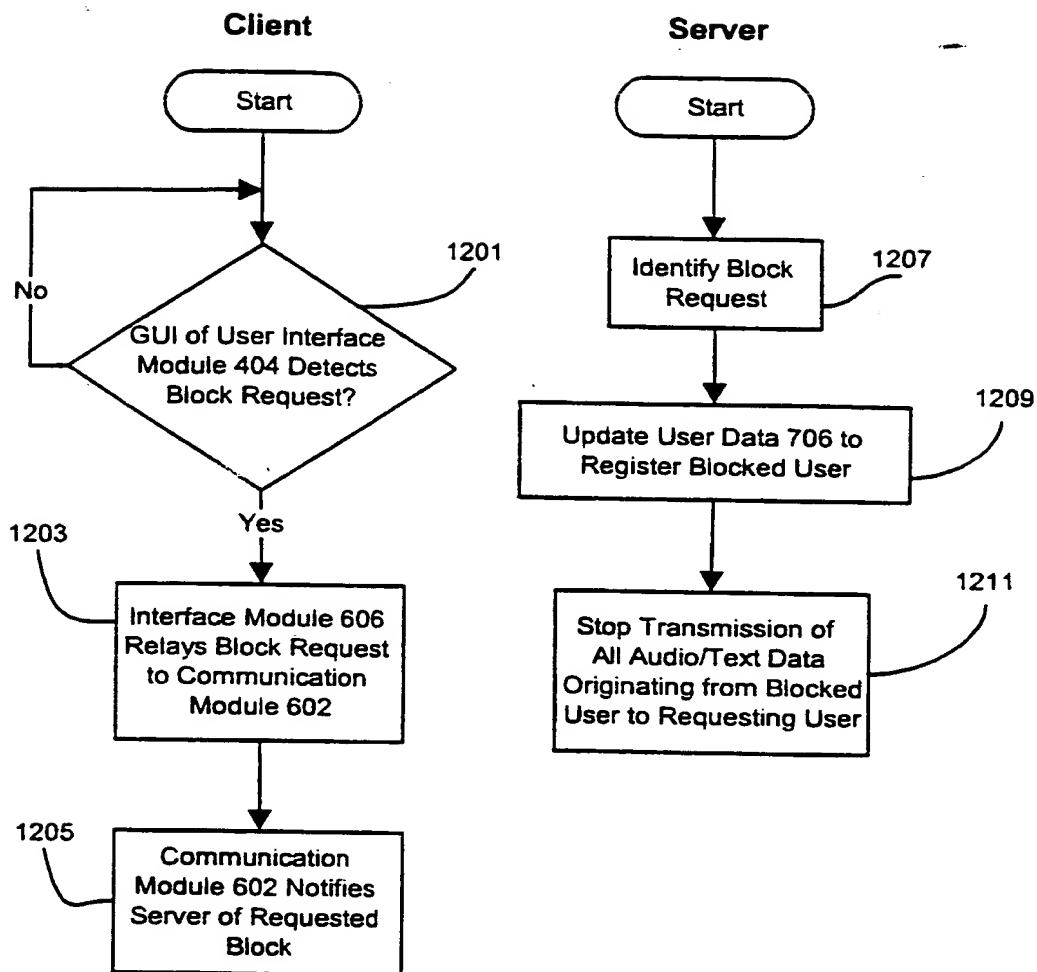 Client
Start
1201
No
GUI of User Interface
Module 404 Detects
Block Request?
Yes
1203
Interface Module 606
Relays Block Request
to Communication
Module 602
1205
Communication
Module 602 Notifies
Server of Requested
Block
Server
Start
Identify Block
Request
1207
1209
Update User Data 706 to
Register Blocked User
1211
Stop Transmission of
All Audio/Text Data
Originating from Blocked
User to Requesting User